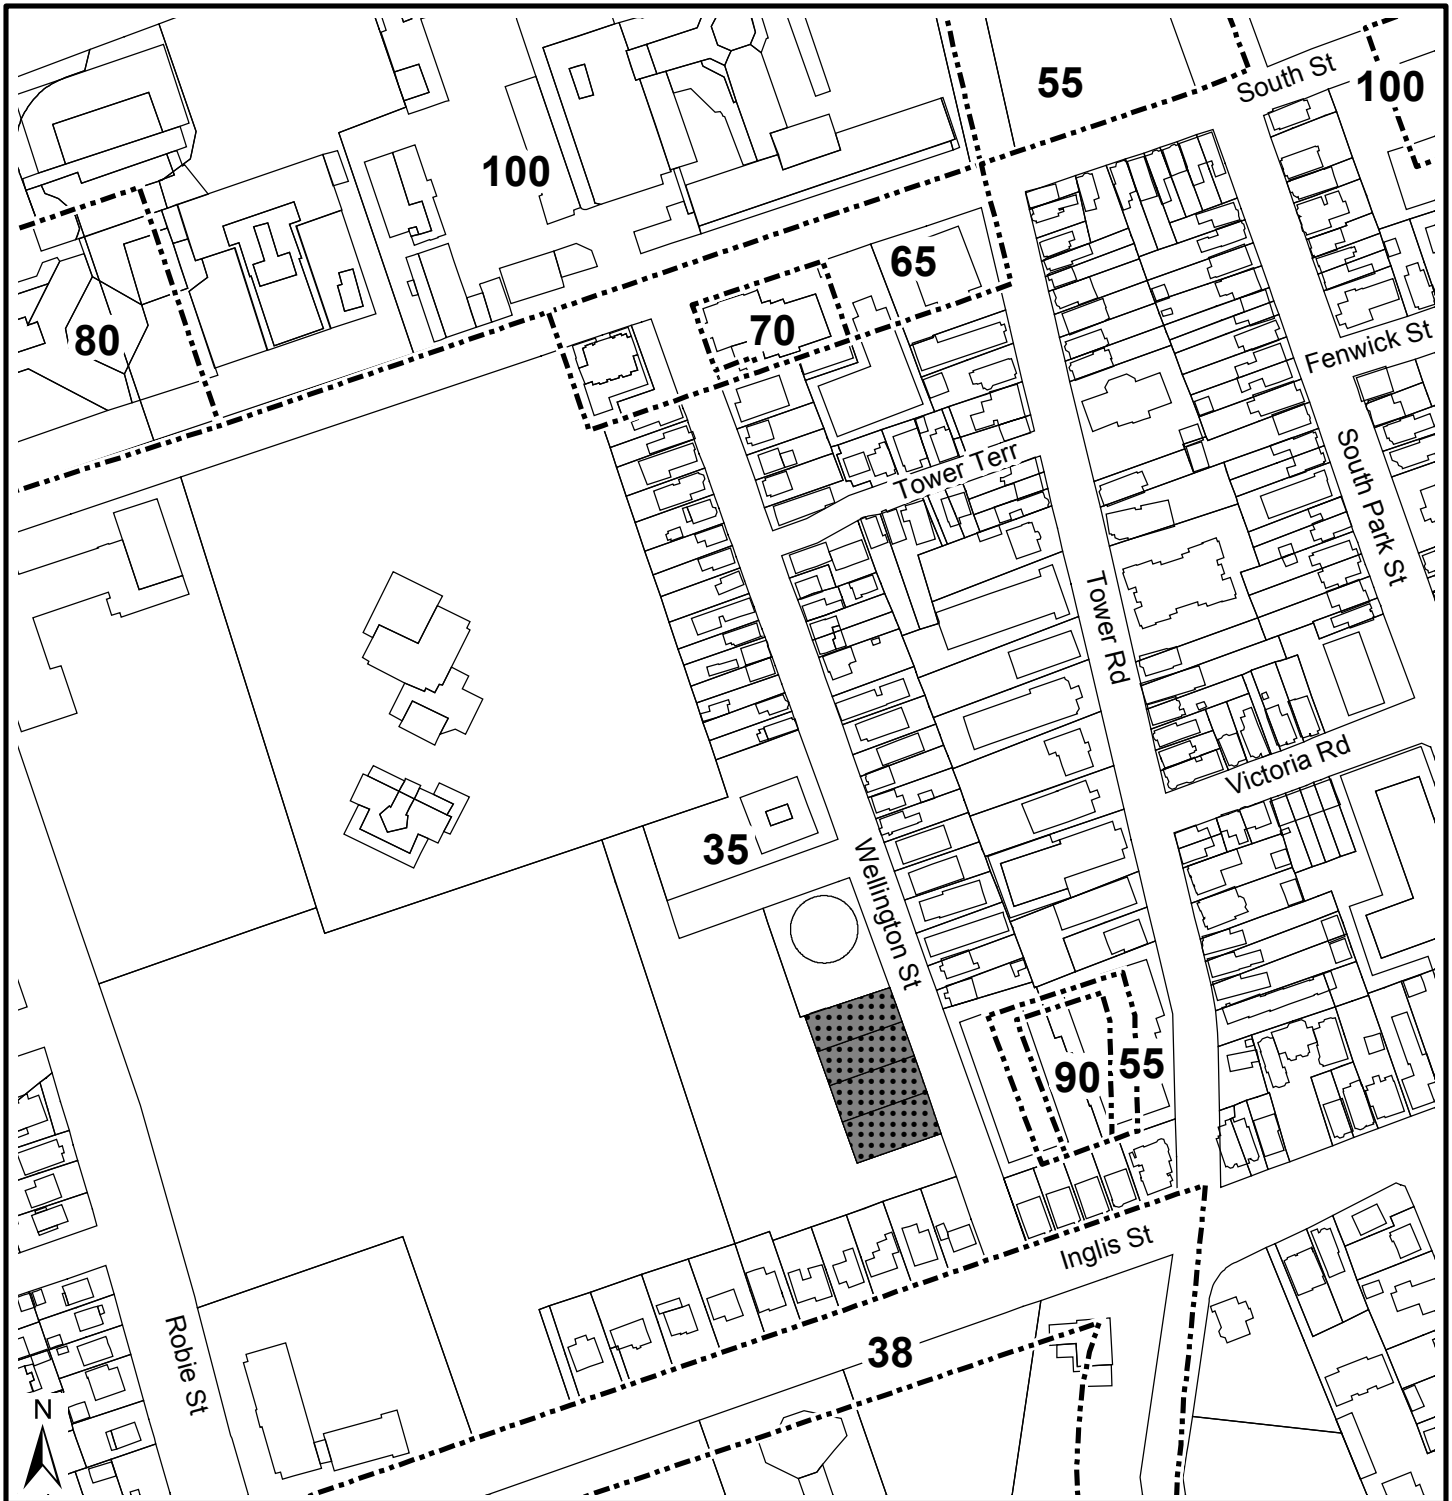 55
South St
100
100
65
80
70
Fenwick St
Tower Terr
South Park St
Tower Rd
Victoria Rd
35
Wellington St
90
55
Inglis St
38
Robie St
N